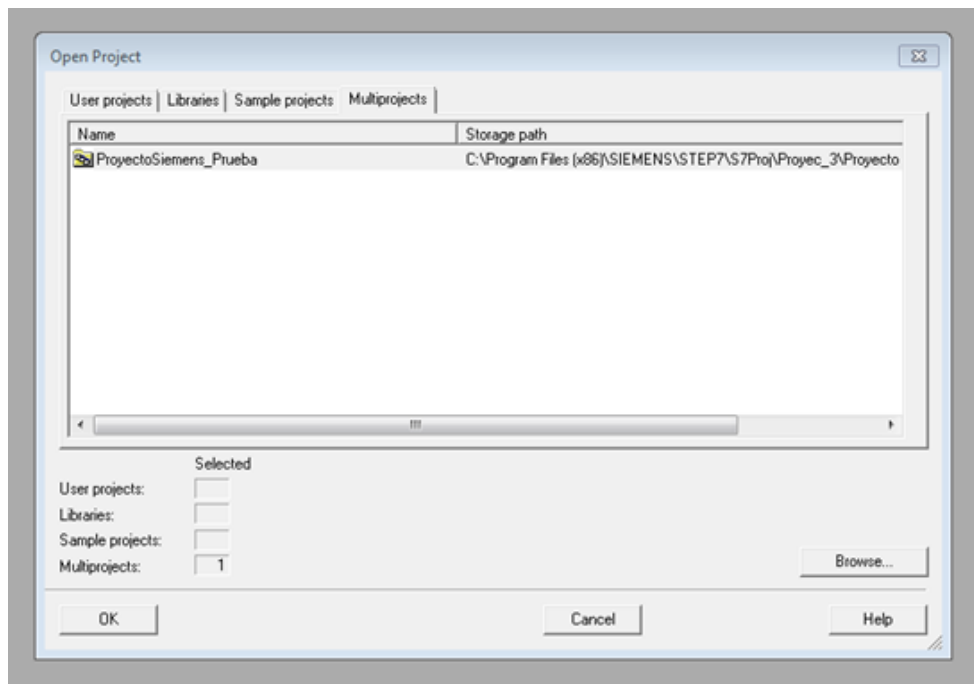 Open Project
User projects Libraries Sample projects Multiprojects
Name Storage path
ProyectoSiemens_Prueba C:\Program Files (x86)\SIEMENS\STEP7\S7Proj\Proyec_3\Proyecto
Selected
User projects:
Libraries:
Sample projects:
Multiprojects: 1
Browse...
OK Cancel Help